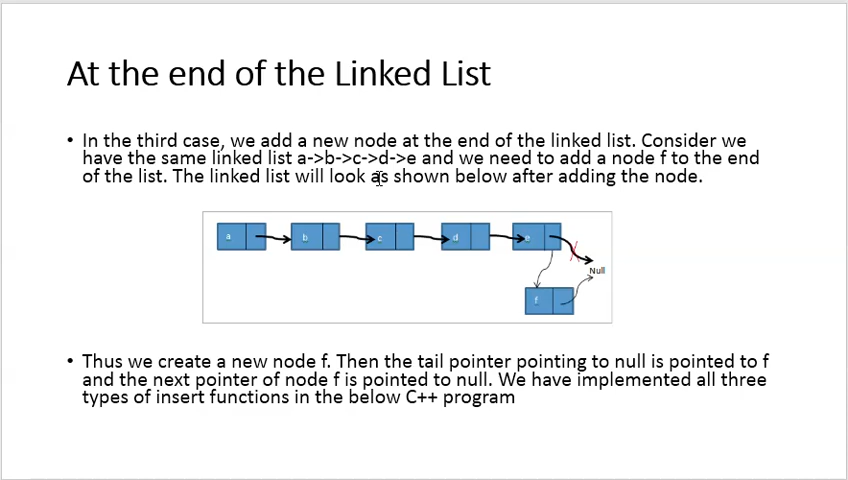 At the end of the Linked List
• In the third case, we add a new node at the end of the linked list. Consider we
have the same linked list a->b->c->d->e and we need to add a node f to the end
of the list. The linked list will look as shown below after adding the node.
a b c d e
Null
f
• Thus we create a new node f. Then the tail pointer pointing to null is pointed to f
and the next pointer of node f is pointed to null. We have implemented all three
types of insert functions in the below C++ program